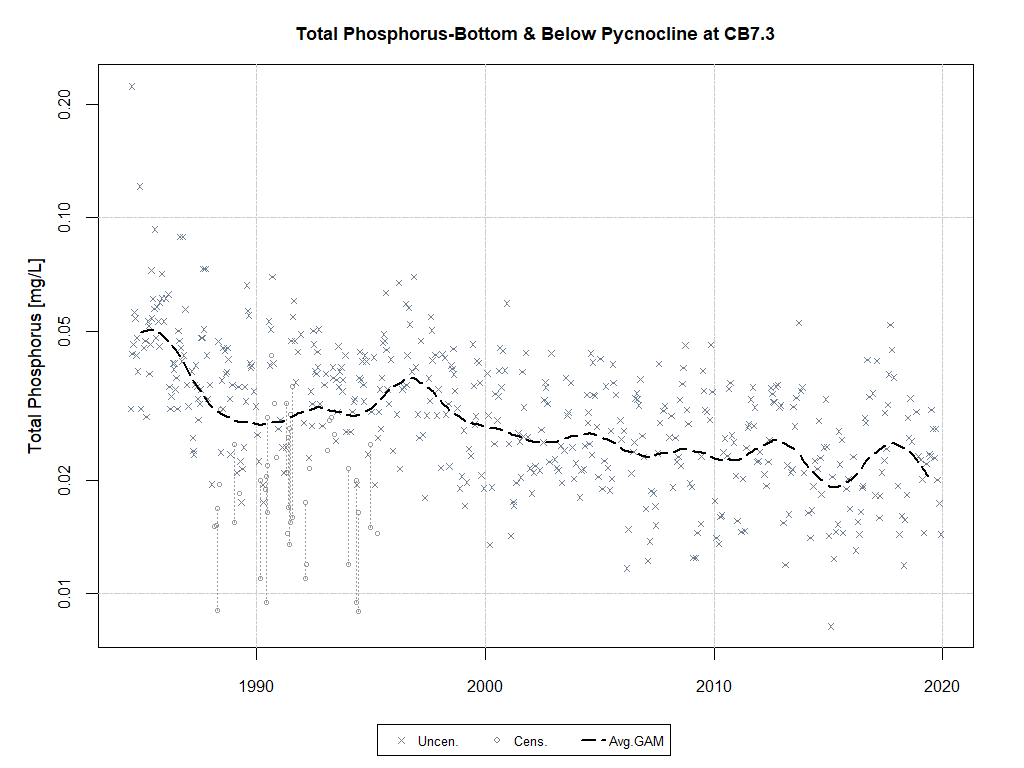 Total Phosphorus-Bottom & Below Pycnocline at CB7.3
Total Phosphorus [mg/L]
0.20
0.10
0.05
0.02
0.01
1990 2000 2010 2020
Uncen. Cens. Avg.GAM